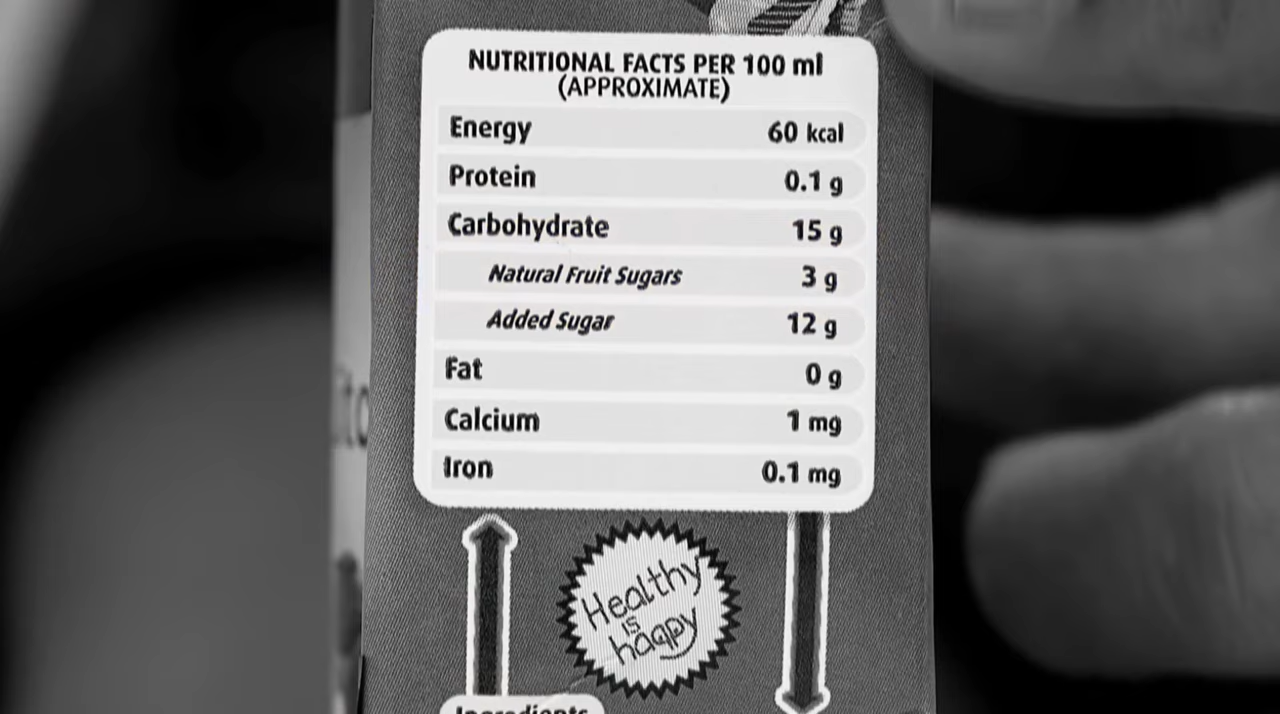 NUTRITIONAL FACTS PER 100 ml
(APPROXIMATE)
Energy 60 kcal
Protein 0.1 g
Carbohydrate 15 g
Natural Fruit Sugars 3 g
Added Sugar 12 g
Fat 0 g
Calcium 1 mg
Iron 0.1 mg
Healthy
is
happy
Ingredients